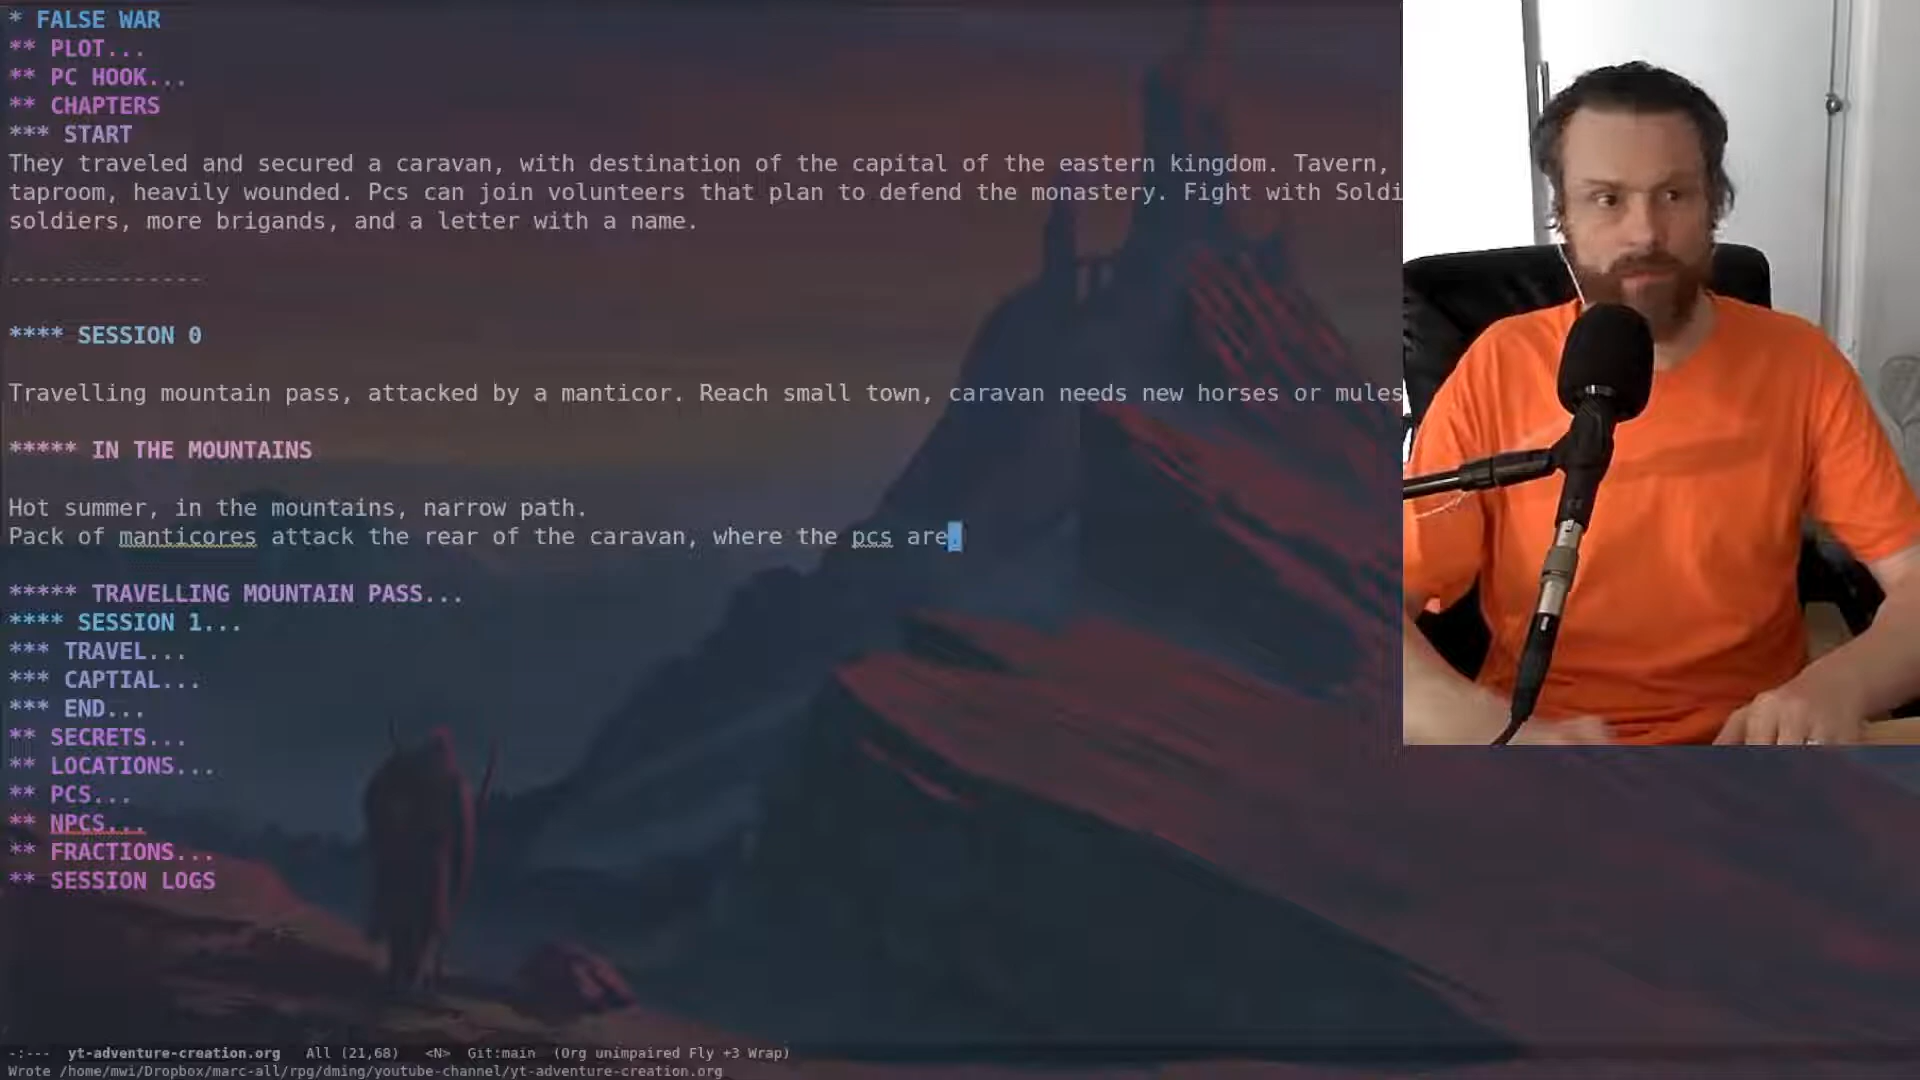 * FALSE WAR
** PLOT...
** PC HOOK...
** CHAPTERS
*** START
They traveled and secured a caravan, with destination of the capital of the eastern kingdom. Tavern,
taproom, heavily wounded. Pcs can join volunteers that plan to defend the monastery. Fight with Soldi
soldiers, more brigands, and a letter with a name.
--------------
**** SESSION 0
Travelling mountain pass, attacked by a manticor. Reach small town, caravan needs new horses or mules
***** IN THE MOUNTAINS
Hot summer, in the mountains, narrow path.
Pack of manticores attack the rear of the caravan, where the pcs are.
***** TRAVELLING MOUNTAIN PASS...
**** SESSION 1...
*** TRAVEL...
*** CAPTIAL...
*** END...
** SECRETS...
** LOCATIONS...
** PCS...
** NPCS...
** FRACTIONS...
** SESSION LOGS
-:--- yt-adventure-creation.org All (21,68) <N> Git:main (Org unimpaired Fly +3 Wrap)
Wrote /home/mwi/Dropbox/marc-all/rpg/dming/youtube-channel/yt-adventure-creation.org